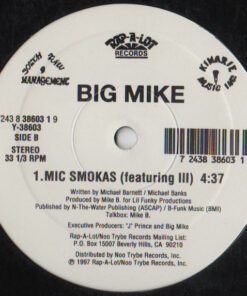 SCOTCH RAW
MANAGEMENT
RAP-A-LOT
RECORDS
KINARIE
MUSIC INC.
BIG MIKE
7243 8 38603 1 9
Y-38603
SIDE B
STEREO
33 1/3 RPM
7 2438 38603 1
1.MIC SMOKAS (featuring III) 4:37
Written by Michael Barnett / Michael Banks
Produced by Mike B. for Lil Funky Productions
Published by N-The-Water Publishing (ASCAP) / B-Funk Music (BMI)
Talkbox: Mike B.
Executive Producers: "J" Prince and Big Mike
Rap-A-Lot/Noo Trybe Records Mailing List:
P.O. Box 15007 Beverly Hills, CA 90210
Distributed by Noo Trybe Records.
℗ © 1997 Rap-A-Lot/Noo Trybe Records